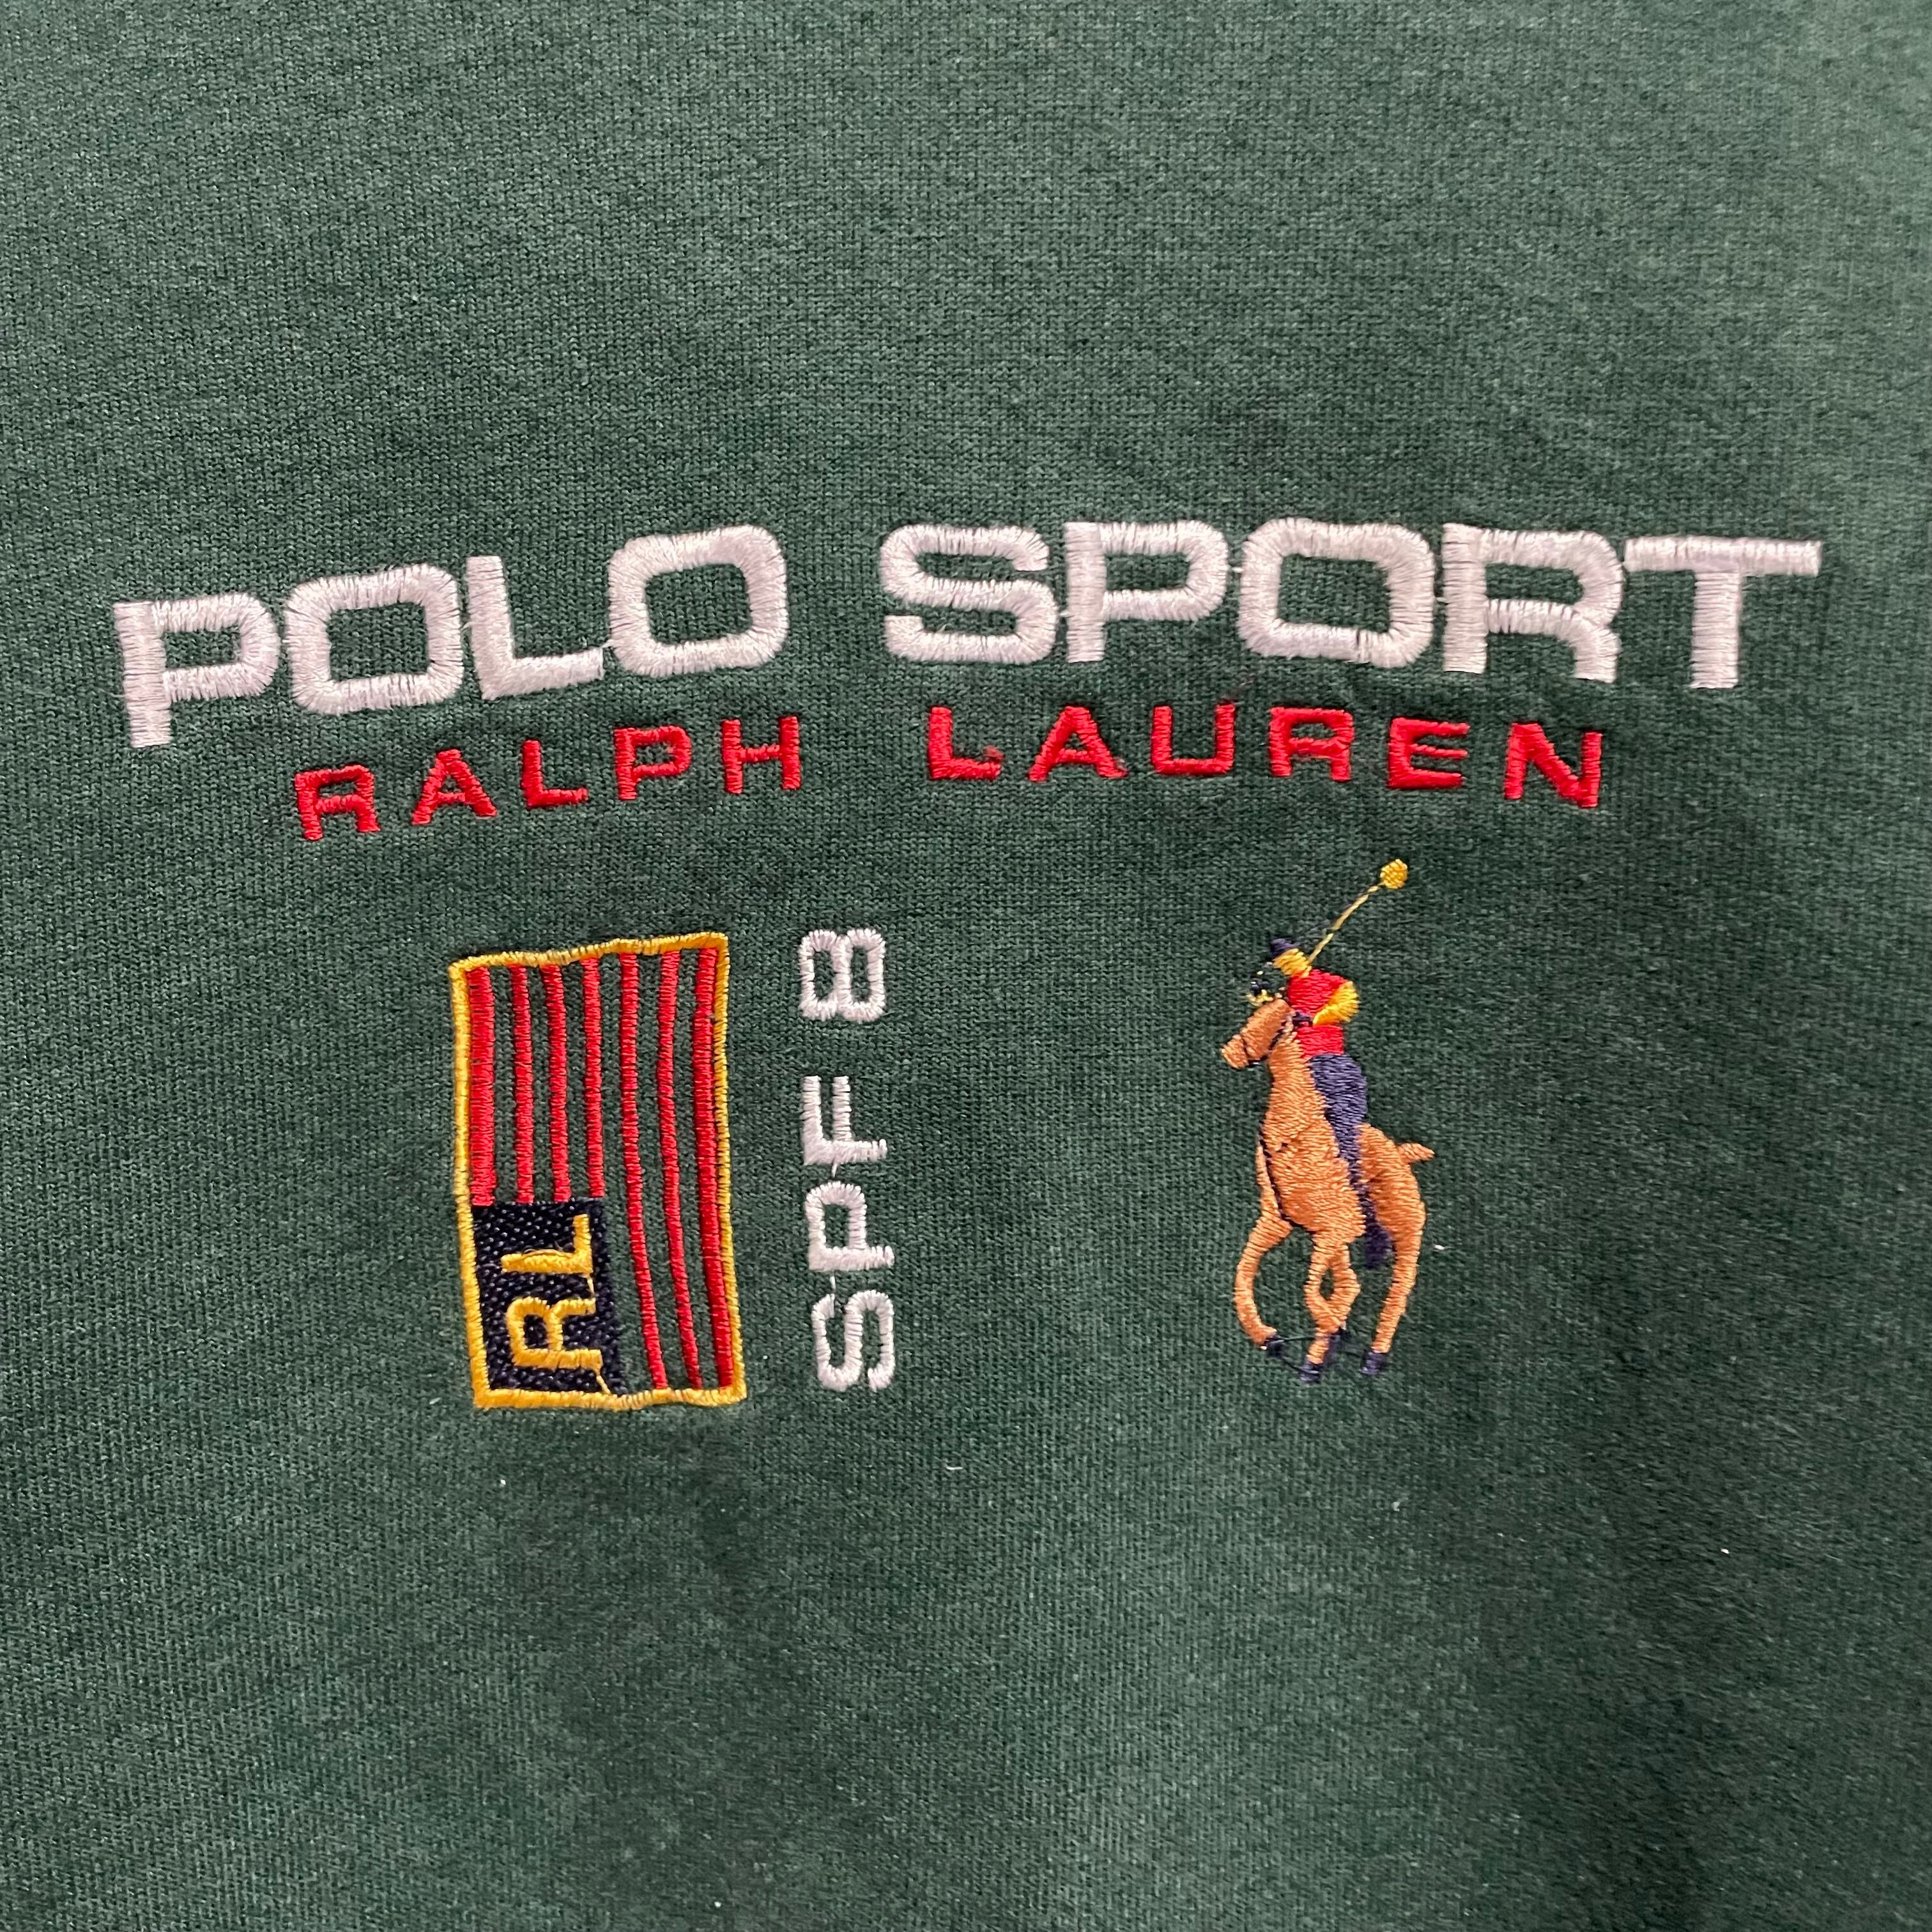 POLO SPORT
RALPH LAUREN
RL
SPF 8